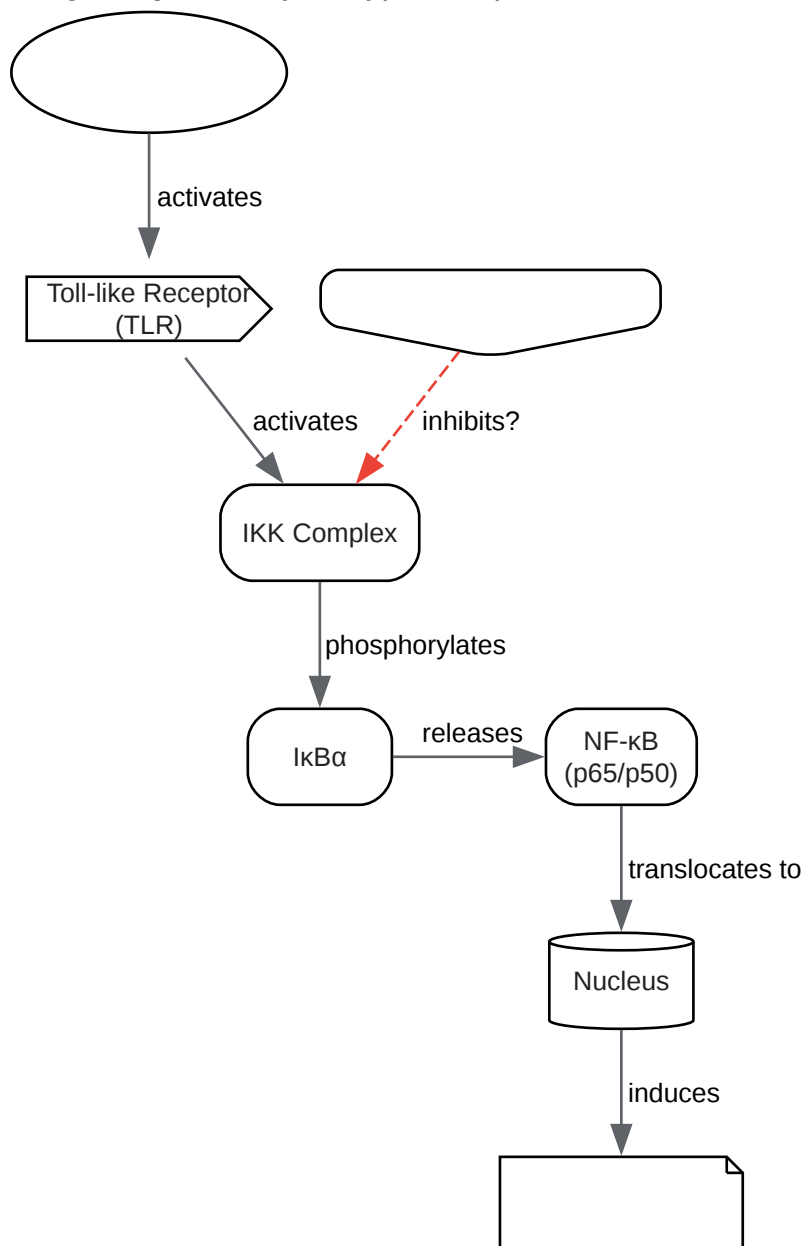 activates
Toll-like Receptor
(TLR)
activates
inhibits?
IKK Complex
phosphorylates
IκBα
releases
NF-κB
(p65/p50)
translocates to
Nucleus
induces